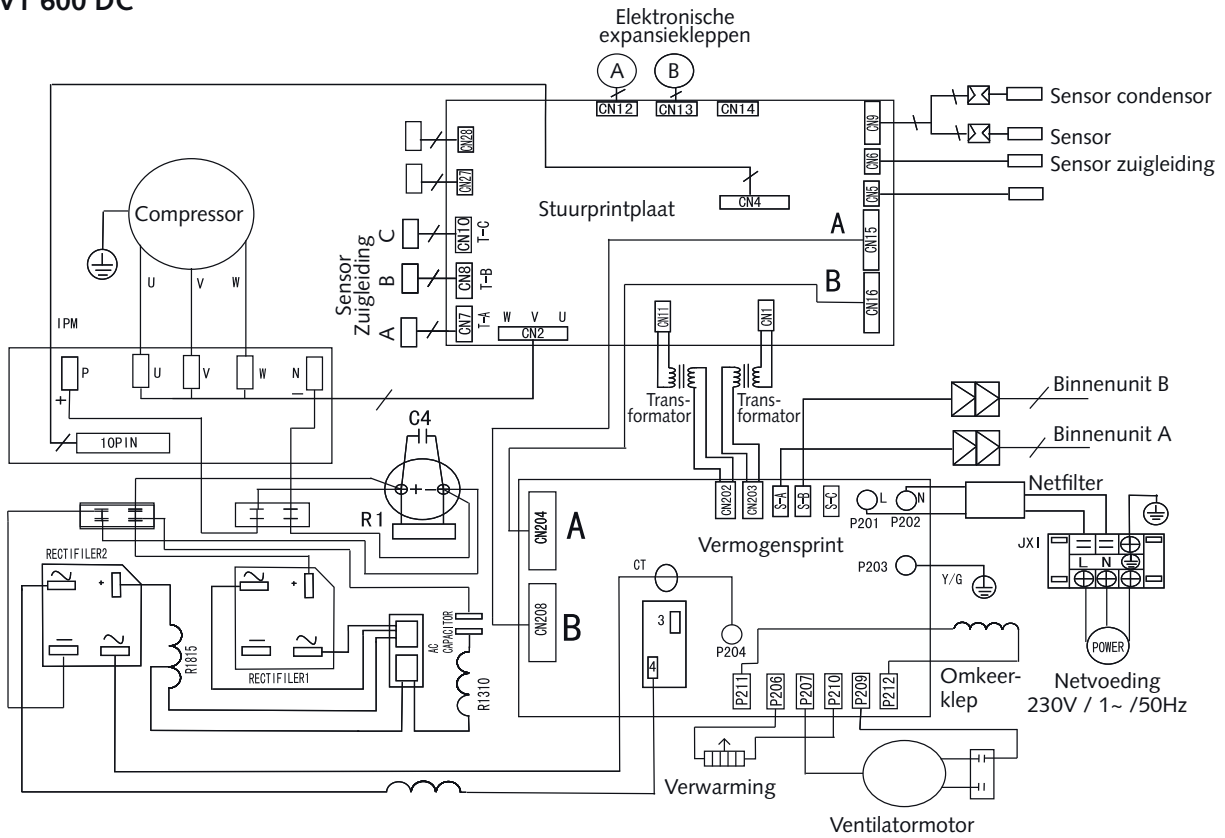 VT 600 DC
Elektronische
expansiekleppen
A
B
CN12
CN13
CN14
CN9
Sensor condensor
Sensor
CN6
Sensor zuigleiding
CN5
CN28
CN27
CN4
Stuurprintplaat
Compressor
CN10
T-C
C
CN8
T-B
B
CN7
T-A
A
Sensor
Zuigleiding
A
CN15
B
CN16
U
V
W
IPM
W
V
U
CN2
CN11
CN1
P
+
U
V
W
N
-
10PIN
Trans-
formator
Trans-
formator
Binnenunit B
Binnenunit A
C4
+
-
R1
CN202
CN203
S-A
S-B
S-C
L
N
P201
P202
Netfilter
CN204
A
Vermogensprint
JX1
L
N
RECTIFILER2
+
+
RECTIFILER1
R1815
AC
CAPACITOR
R1310
CT
P203
Y/G
CN208
B
3
4
P204
POWER
P211
P206
P207
P210
P209
P212
Omkeer-
klep
Netvoeding
230V / 1~ /50Hz
Verwarming
Ventilatormotor